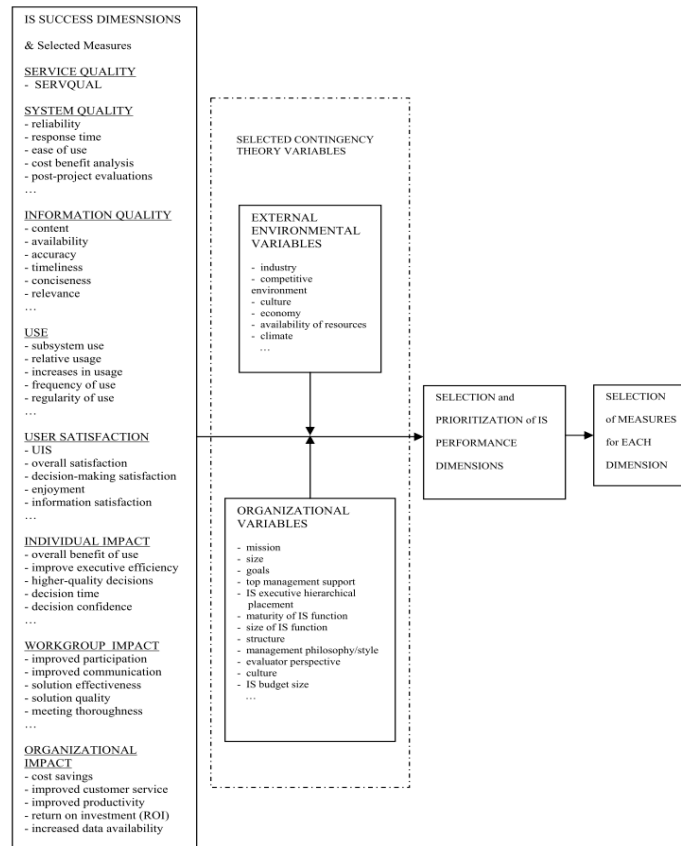 IS SUCCESS DIMESNSIONS
& Selected Measures
SERVICE QUALITY
- SERVQUAL
SYSTEM QUALITY
- reliability
- response time
- ease of use
- cost benefit analysis
- post-project evaluations
…
INFORMATION QUALITY
- content
- availability
- accuracy
- timeliness
- conciseness
- relevance
…
USE
- subsystem use
- relative usage
- increases in usage
- frequency of use
- regularity of use
…
USER SATISFACTION
- UIS
- overall satisfaction
- decision-making satisfaction
- enjoyment
- information satisfaction
…
INDIVIDUAL IMPACT
- overall benefit of use
- improve executive efficiency
- higher-quality decisions
- decision time
- decision confidence
…
WORKGROUP IMPACT
- improved participation
- improved communication
- solution effectiveness
- solution quality
- meeting thoroughness
…
ORGANIZATIONAL
IMPACT
- cost savings
- improved customer service
- improved productivity
- return on investment (ROI)
- increased data availability
SELECTED CONTINGENCY
THEORY VARIABLES
EXTERNAL
ENVIRONMENTAL
VARIABLES
- industry
- competitive
environment
- culture
- economy
- availability of resources
- climate
…
ORGANIZATIONAL
VARIABLES
- mission
- size
- goals
- top management support
- IS executive hierarchical
placement
- maturity of IS function
- size of IS function
- structure
- management philosophy/style
- evaluator perspective
- culture
- IS budget size
…
SELECTION and
PRIORITIZATION of IS
PERFORMANCE
DIMENSIONS
SELECTION
of MEASURES
for EACH
DIMENSION